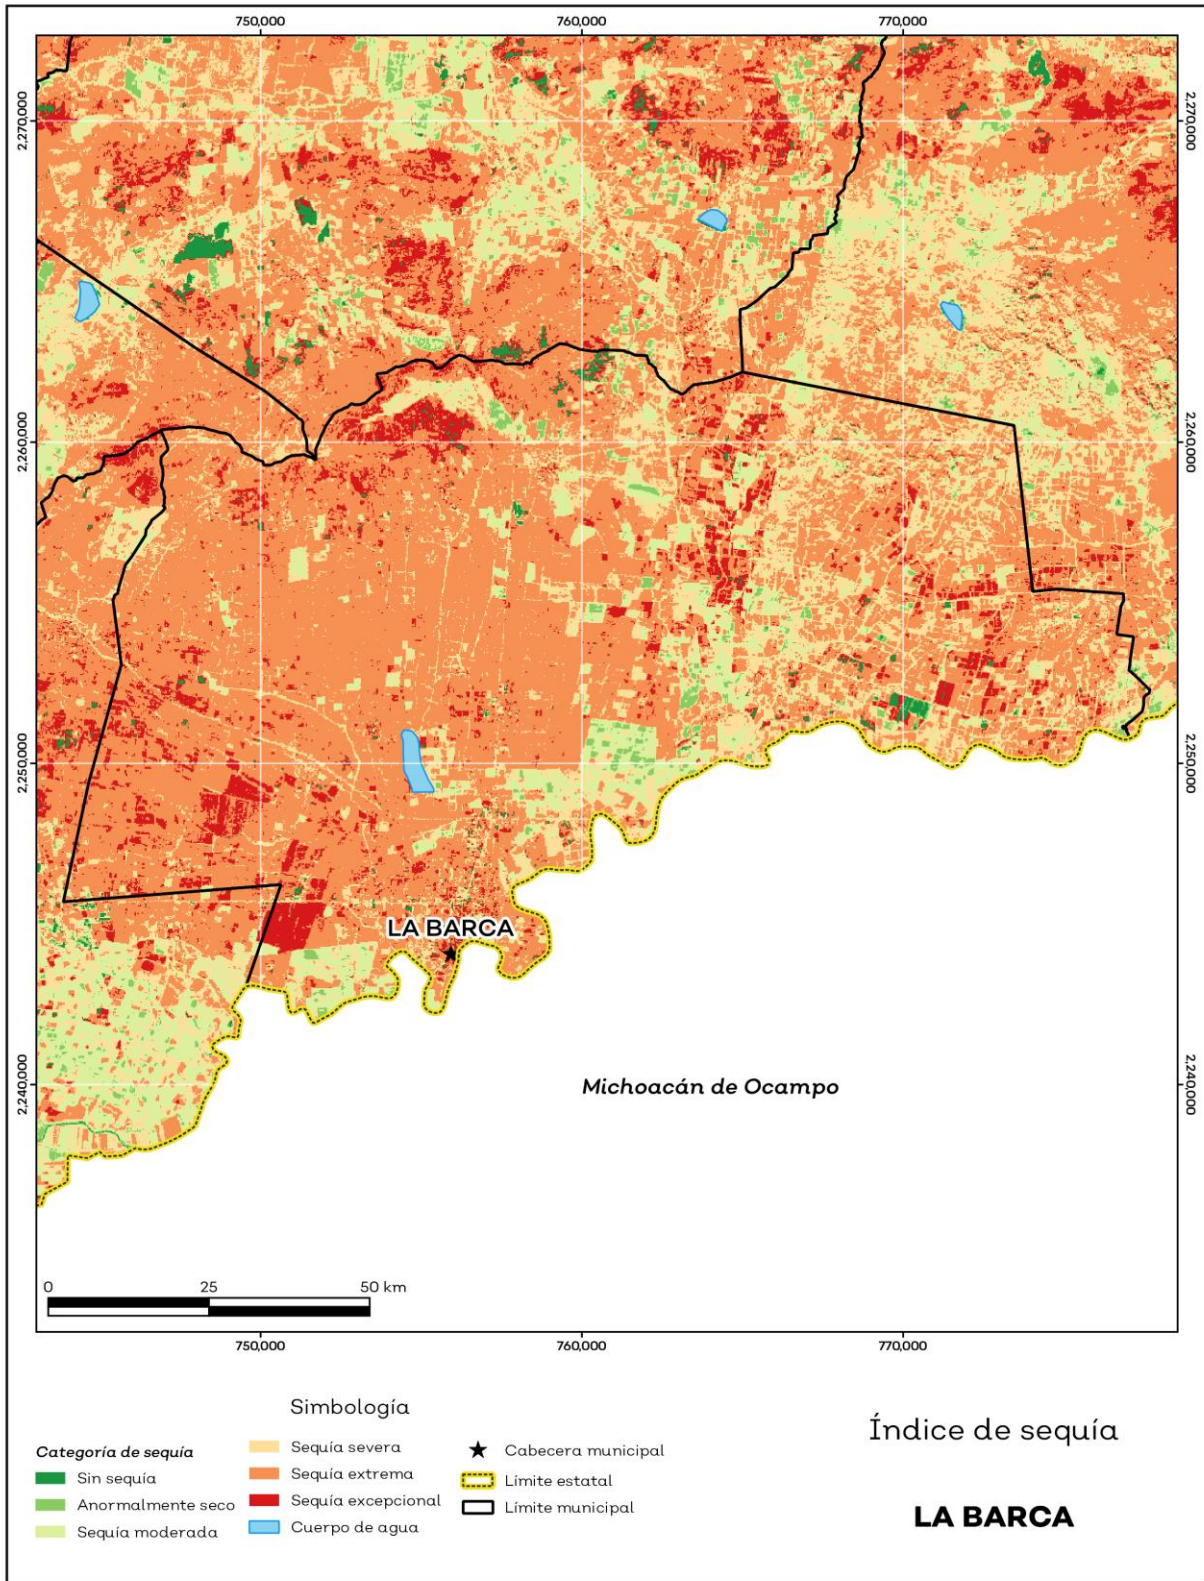 750,000
760,000
770,000
2,270,000
2,270,000
2,260,000
2,260,000
2,250,000
2,250,000
LA BARCA
2,240,000
Michoacán de Ocampo
2,240,000
0
25
50 km
750,000
760,000
770,000
Simbología
Categoría de sequía
Sin sequía
Anormalmente seco
Sequía moderada
Sequía severa
Sequía extrema
Sequía excepcional
Cuerpo de agua
Cabecera municipal
Límite estatal
Límite municipal
Índice de sequía
LA BARCA